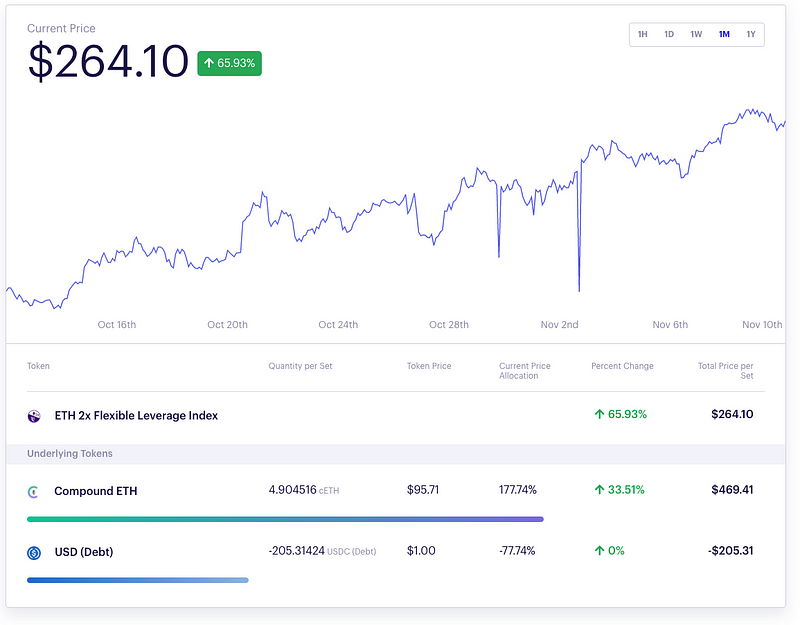 Current Price
1H 1D 1W 1M 1Y
$264.10 ↑ 65.93%
Oct 16th Oct 20th Oct 24th Oct 28th Nov 2nd Nov 6th Nov 10th
Token Quantity per Set Token Price Current Price Allocation Percent Change Total Price per Set
ETH 2x Flexible Leverage Index ↑ 65.93% $264.10
Underlying Tokens
Compound ETH 4.904516 cETH $95.71 177.74% ↑ 33.51% $469.41
USD (Debt) -205.31424 USDC (Debt) $1.00 -77.74% ↑ 0% -$205.31